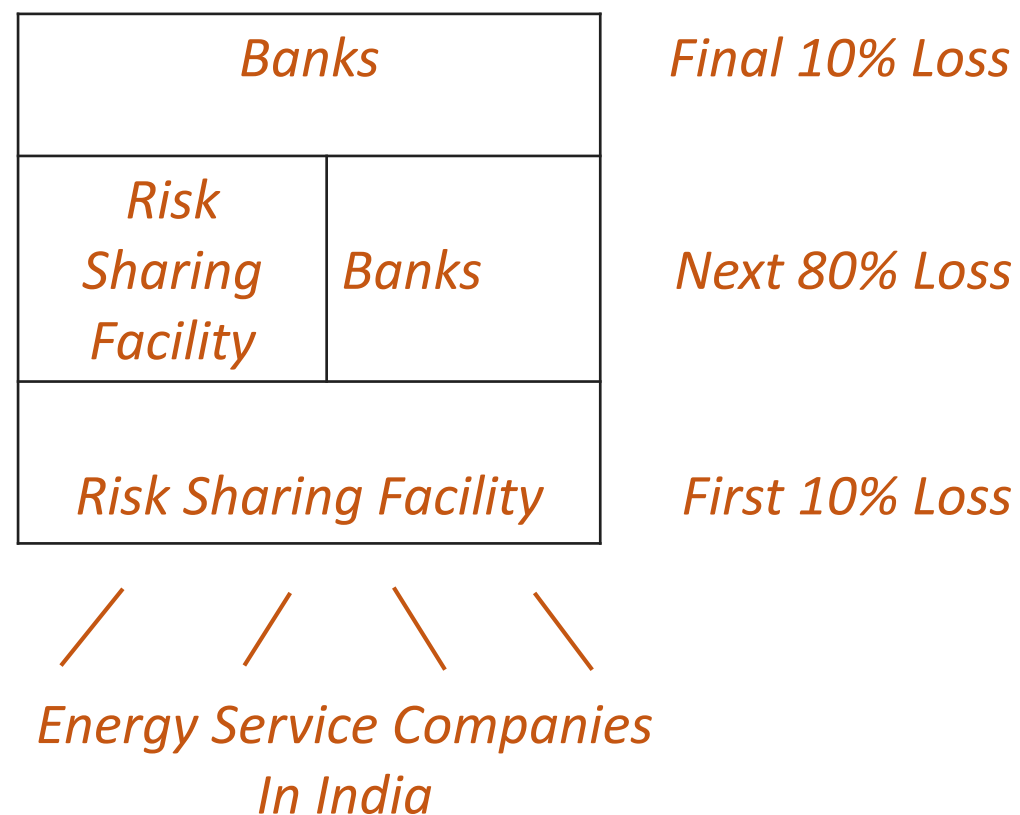 Banks
Final 10% Loss
Risk
Sharing
Facility
Banks
Next 80% Loss
Risk Sharing Facility
First 10% Loss
Energy Service Companies
In India